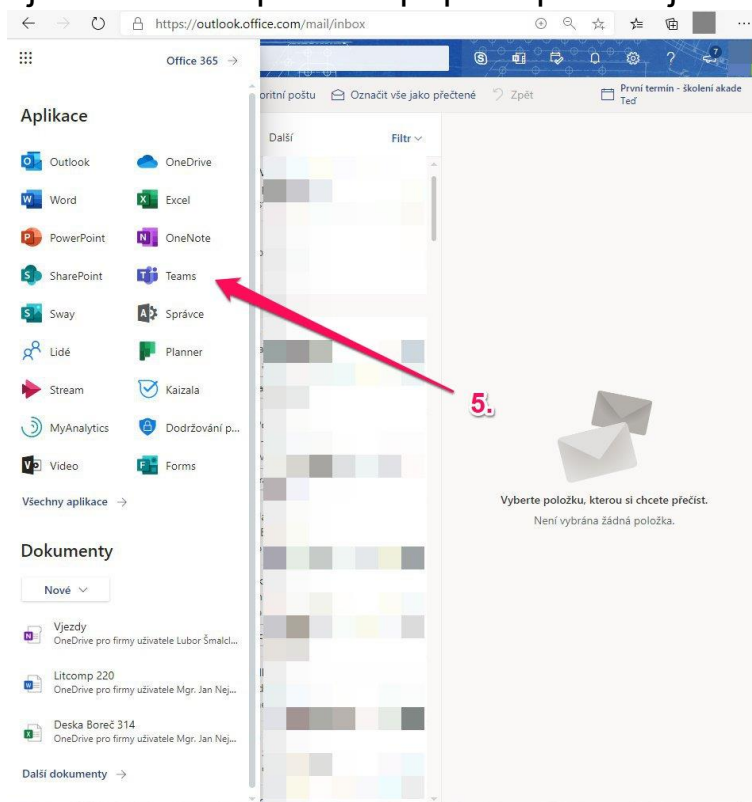 https://outlook.office.com/mail/inbox
Office 365 →
oritní poštu Označit vše jako přečtené Zpět První termín - školení akade
Teď
Aplikace
Další Filtr
Outlook OneDrive
Word Excel
PowerPoint OneNote
SharePoint Teams
Sway Správce
Lidé Planner
Stream Kaizala
MyAnalytics Dodržování p...
Video Forms
Všechny aplikace →
5.
Vyberte položku, kterou si chcete přečíst.
Není vybrána žádná položka.
Dokumenty
Nové
Vjezdy
OneDrive pro firmy uživatele Lubor Šmalcl...
Litcomp 220
OneDrive pro firmy uživatele Mgr. Jan Nej...
Deska Boreč 314
OneDrive pro firmy uživatele Mgr. Jan Nej...
Další dokumenty →